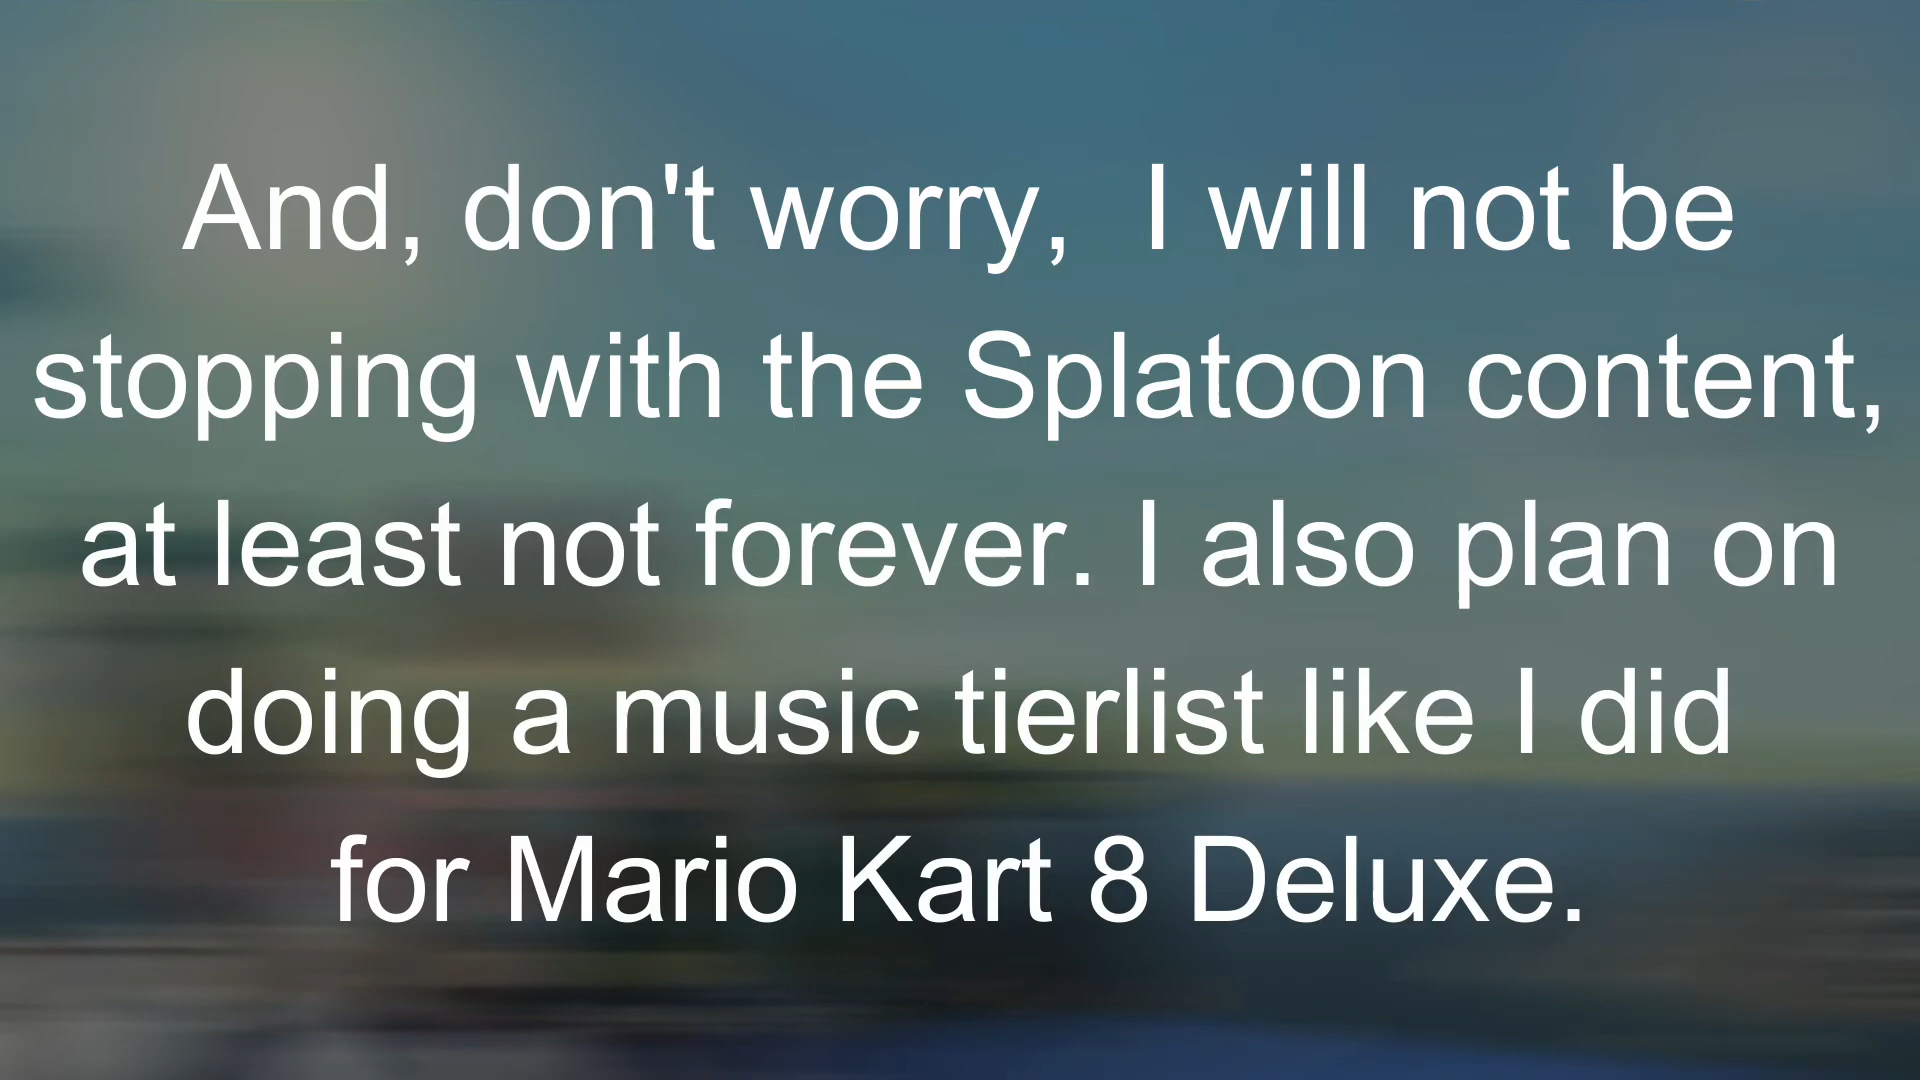 And, don't worry,  I will not be
stopping with the Splatoon content,
at least not forever. I also plan on
doing a music tierlist like I did
for Mario Kart 8 Deluxe.